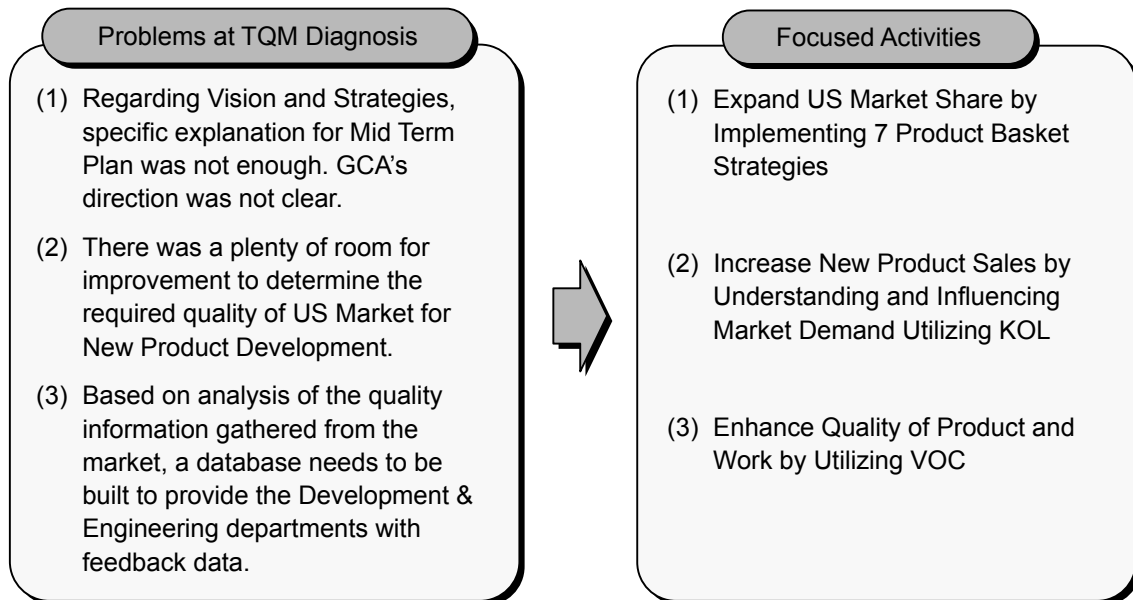 Problems at TQM Diagnosis
(1) Regarding Vision and Strategies,
specific explanation for Mid Term
Plan was not enough. GCA’s
direction was not clear.
(2) There was a plenty of room for
improvement to determine the
required quality of US Market for
New Product Development.
(3) Based on analysis of the quality
information gathered from the
market, a database needs to be
built to provide the Development &
Engineering departments with
feedback data.
Focused Activities
(1) Expand US Market Share by
Implementing 7 Product Basket
Strategies
(2) Increase New Product Sales by
Understanding and Influencing
Market Demand Utilizing KOL
(3) Enhance Quality of Product and
Work by Utilizing VOC